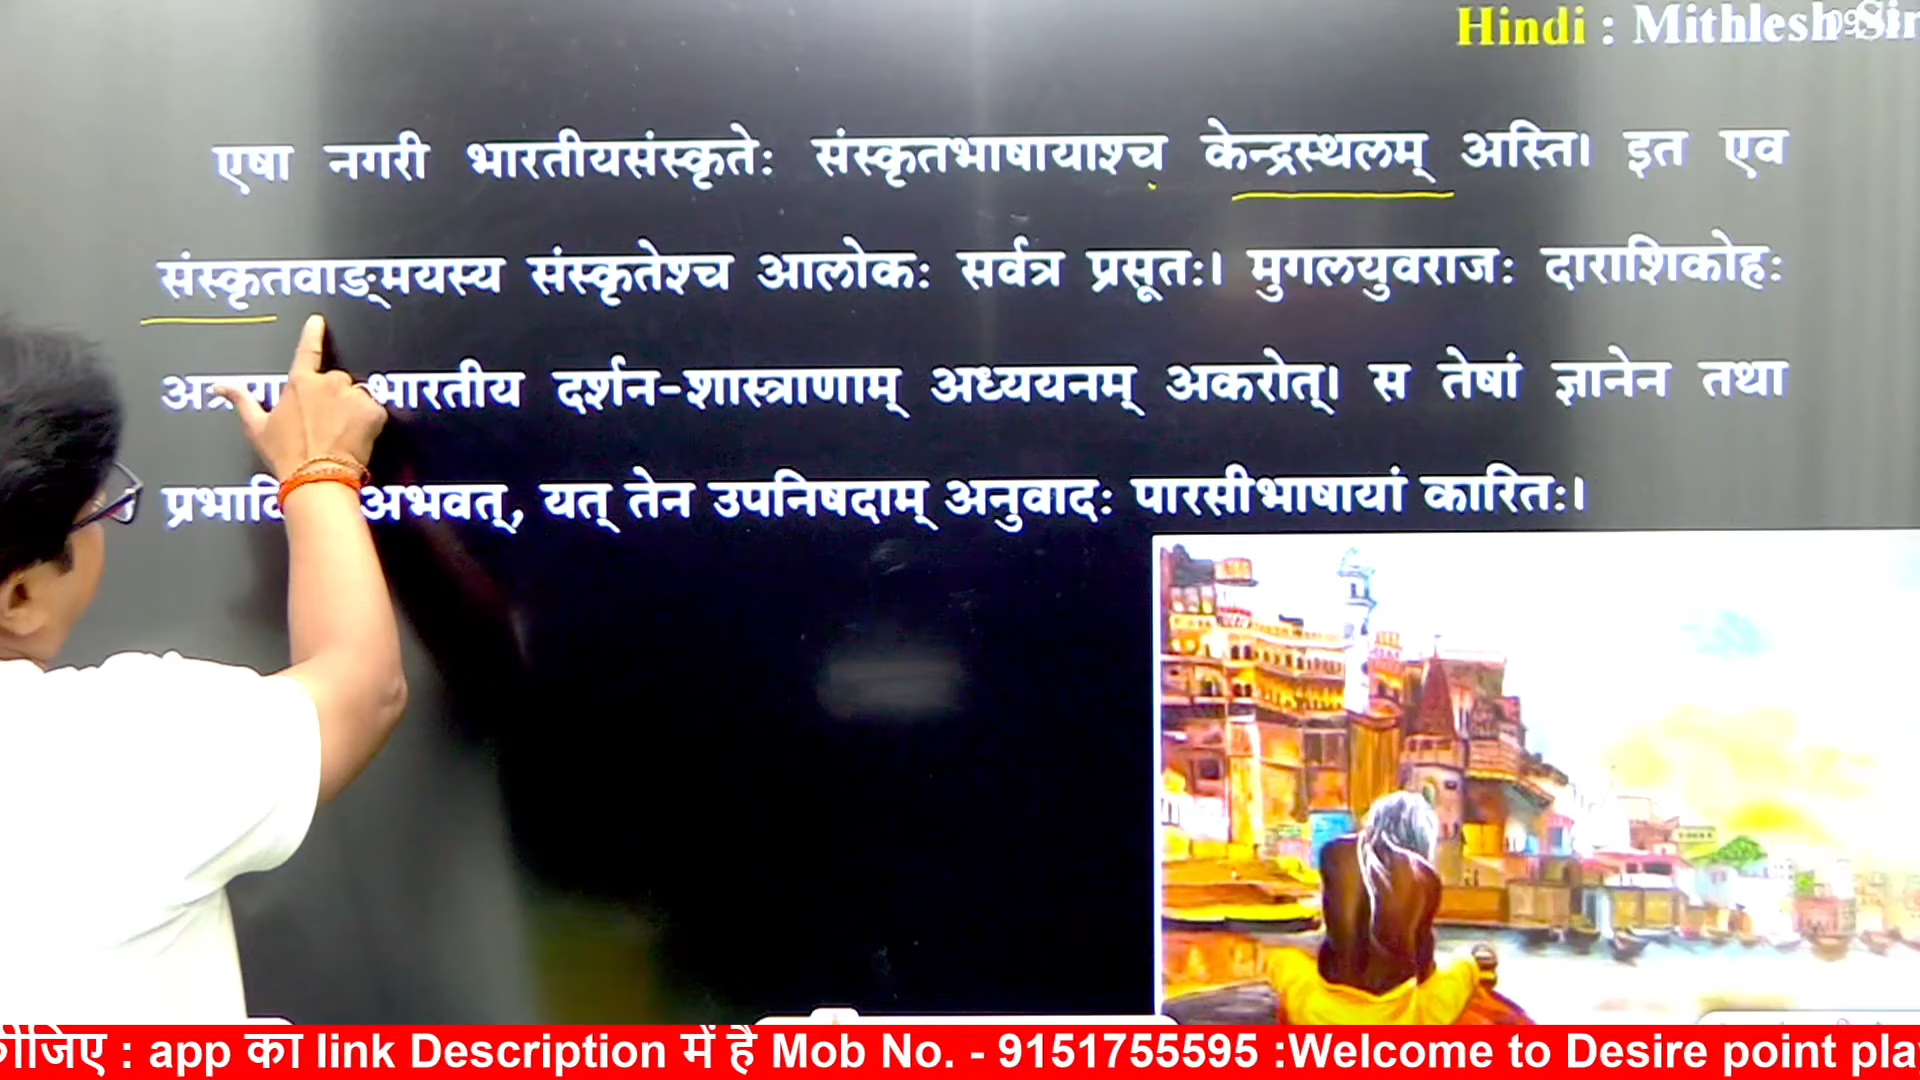 Hindi : Mithlesh
एषा नगरी भारतीयसंस्कृतेः संस्कृतभाषायाश्च केन्द्रस्थलम् अस्ति। इत एव
संस्कृतवाङ्मयस्य संस्कृतेश्च आलोकः सर्वत्र प्रसूतः। मुगलयुवराजः दाराशिकोहः
भारतीय दर्शन-शास्त्राणाम् अध्ययनम् अकरोत्। स तेषां ज्ञानेन तथा
अभवत्, यत् तेन उपनिषदाम् अनुवादः पारसीभाषायां कारितः।
: app का link Description में है Mob No. - 9151755595 :Welcome to Desire point